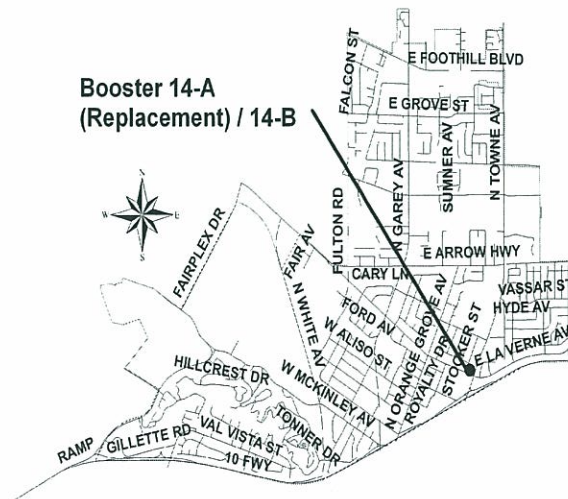 Booster 14-A
(Replacement) / 14-B
FALCON ST
E FOOTHILL BLVD
E GROVE ST
SUMNER AV
N TOWNE AV
N GAREY AV
FULTON RD
N
W
E
S
E ARROW HWY
CARY LN
FAIRPLEX DR
FAIR AV
N WHITE AV
FORD AV
W ALISO ST
N ORANGE GROVE AV
ROYALTY DR
STOCKER ST
VASSAR ST
HYDE AV
E LA VERNE AV
HILLCREST DR
W MCKINLEY AV
TONNER DR
VAL VISTA ST
GILLETTE RD
RAMP
10 FWY